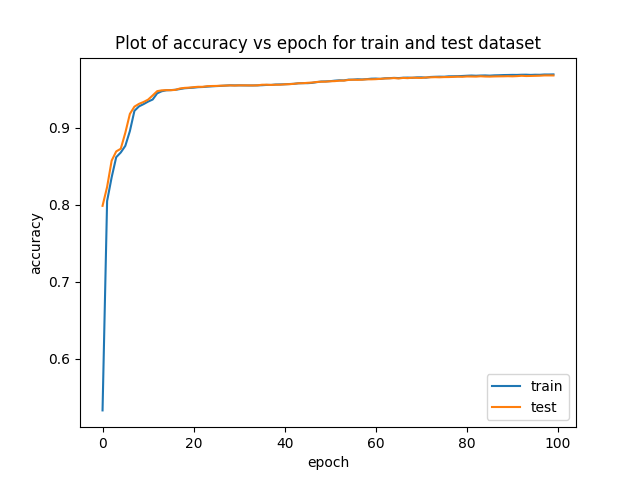 Plot of accuracy vs epoch for train and test dataset
accuracy
0.9
0.8
0.7
0.6
train
test
0 20 40 60 80 100
epoch